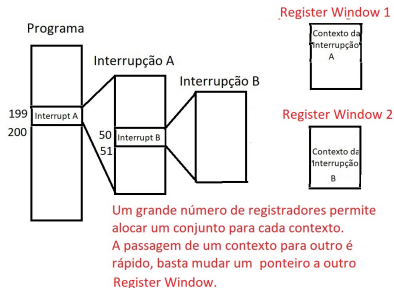 Register Window 1
Programa
Contexto da
Interrupção
A
Interrupção A
Interrupção B
199
Interrupt A
200
50
Interrupt B
51
Register Window 2
Contexto da
Interrupção
B
Um grande número de registradores permite
alocar um conjunto para cada contexto.
A passagem de um contexto para outro é
rápido, basta mudar um ponteiro a outro
Register Window.